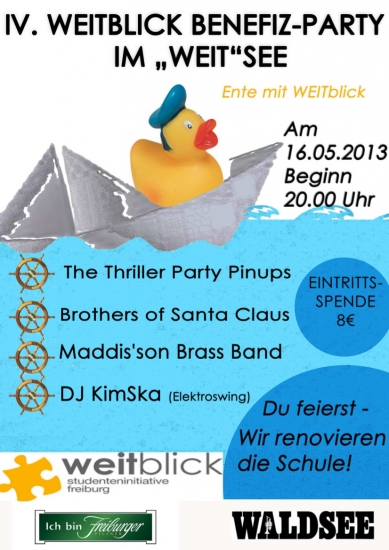 IV. WEITBLICK BENEFIZ-PARTY
IM „WEIT“SEE
Ente mit WEITblick
Am
16.05.2013
Beginn
20.00 Uhr
The Thriller Party Pinups
Brothers of Santa Claus
Maddis'son Brass Band
DJ KimSka (Elektroswing)
EINTRITTS-
SPENDE
8€
Du feierst -
Wir renovieren
die Schule!
weitblick
studenteninitiative
freiburg
Ich bin Freiburger
WALDSEE